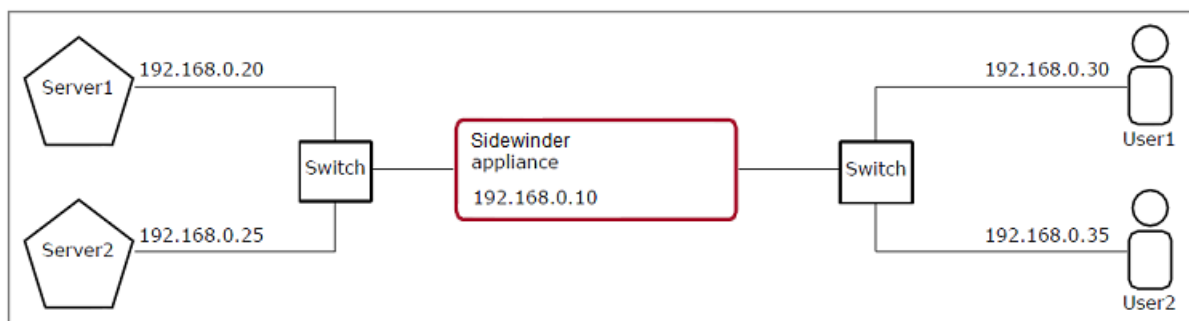 192.168.0.20
Server1
192.168.0.30
User1
Switch
Sidewinder
appliance
192.168.0.10
Switch
192.168.0.25
Server2
192.168.0.35
User2